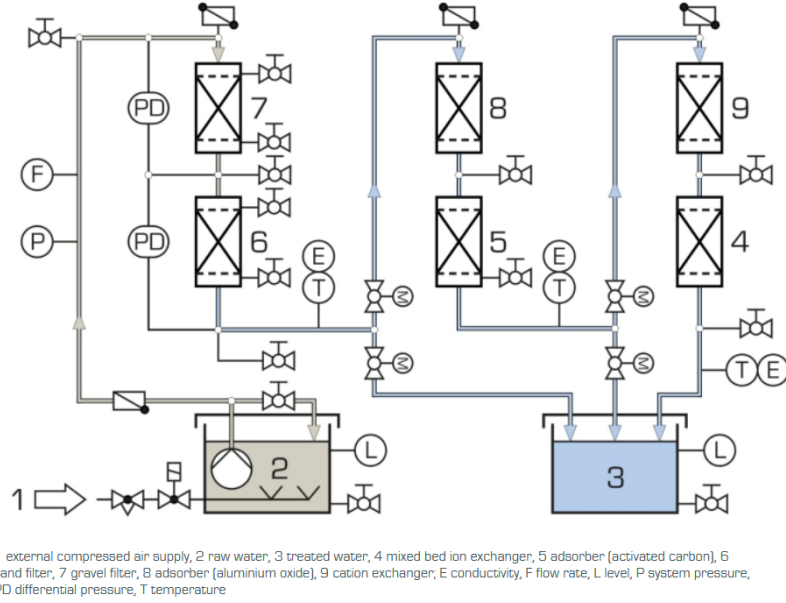 7
8
9
PD
F
P
PD
6
E
T
5
E
T
4
M
M
M
M
T E
L
L
2
3
1
external compressed air supply, 2 raw water, 3 treated water, 4 mixed bed ion exchanger, 5 adsorber (activated carbon), 6
and filter, 7 gravel filter, 8 adsorber (aluminium oxide), 9 cation exchanger, E conductivity, F flow rate, L level, P system pressure,
PD differential pressure, T temperature